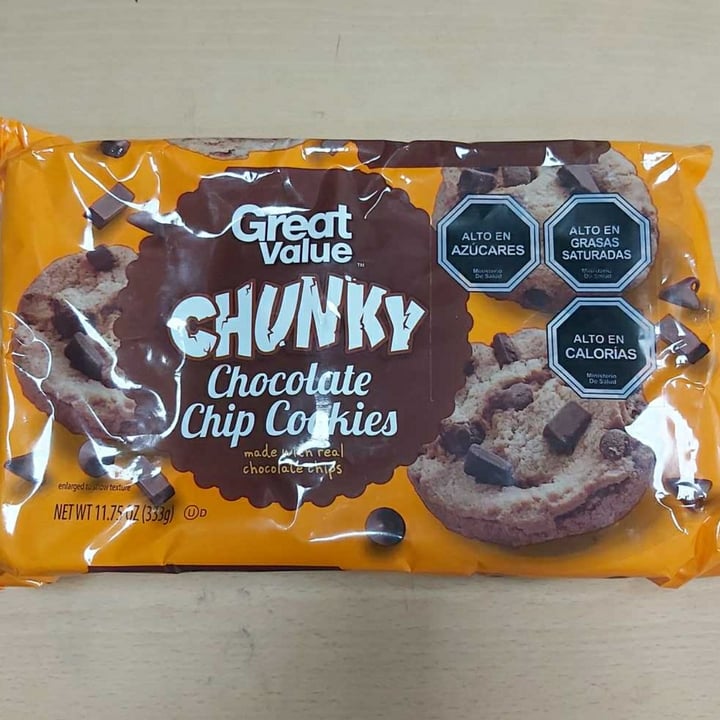 Great
Value
™
CHUNKY
Chocolate
Chip Cookies
made with real
chocolate chips
enlarged to show texture
NET WT 11.75 OZ (333g)
U D
ALTO EN
AZÚCARES
Ministerio
De Salud
ALTO EN
GRASAS
SATURADAS
Ministerio
De Salud
ALTO EN
CALORÍAS
Ministerio
De Salud